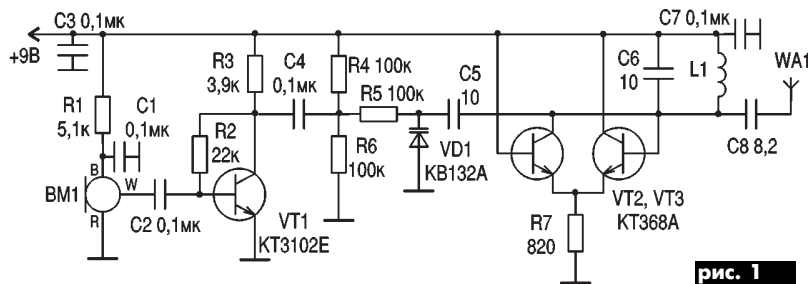 C3 0,1мк
+9В
R1
5,1к
C1
0,1мк
B
W
R
BM1
C2 0,1мк
R2
22к
R3
3,9к
VT1
КТ3102Е
C4
0,1мк
R4 100к
R5 100к
R6
100к
VD1
КВ132А
C5
10
R7
820
VT2, VT3
КТ368А
C6
10
C7 0,1мк
L1
C8 8,2
WA1
рис. 1